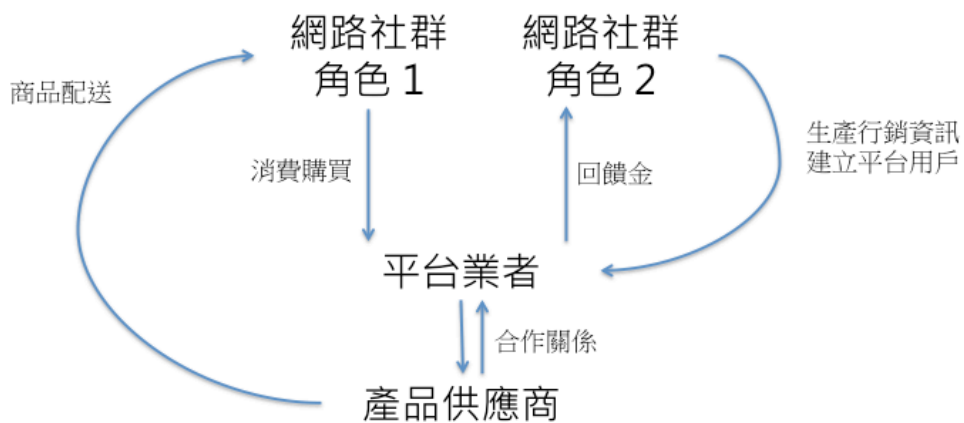 網路社群
角色 1
網路社群
角色 2
商品配送
生產行銷資訊
建立平台用戶
消費購買
回饋金
平台業者
合作關係
產品供應商